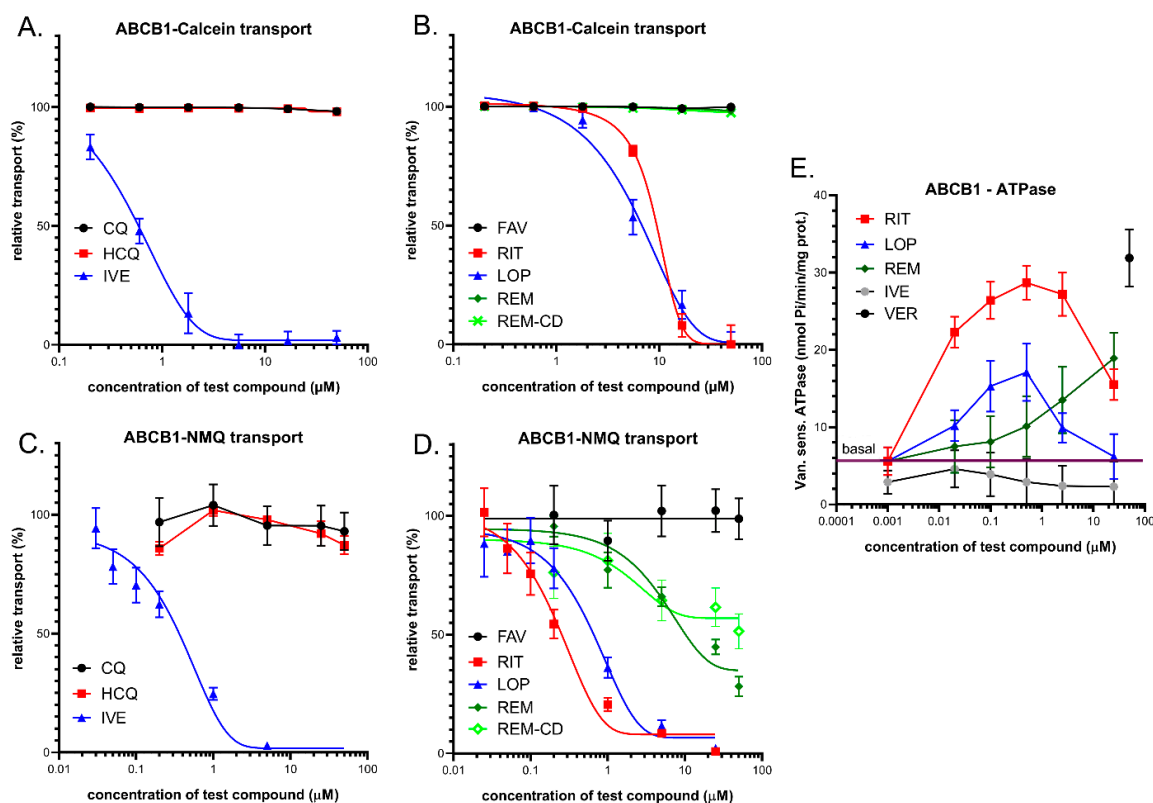 A.
ABCB1-Calcein transport
relative transport (%)
100
50
0
CQ
HCQ
IVE
0.1
1
10
100
concentration of test compound (µM)
B.
ABCB1-Calcein transport
relative transport (%)
100
50
0
FAV
RIT
LOP
REM
REM-CD
0.1
1
10
100
concentration of test compound (µM)
C.
ABCB1-NMQ transport
relative transport (%)
100
50
0
CQ
HCQ
IVE
0.01
0.1
1
10
100
concentration of test compound (µM)
D.
ABCB1-NMQ transport
relative transport (%)
100
50
0
FAV
RIT
LOP
REM
REM-CD
0.01
0.1
1
10
100
concentration of test compound (µM)
E.
ABCB1 - ATPase
Van. sens. ATPase (nmol Pi/min/mg prot.)
40
30
20
10
0
RIT
LOP
REM
IVE
VER
basal
0.0001
0.001
0.01
0.1
1
10
100
concentration of test compound (µM)